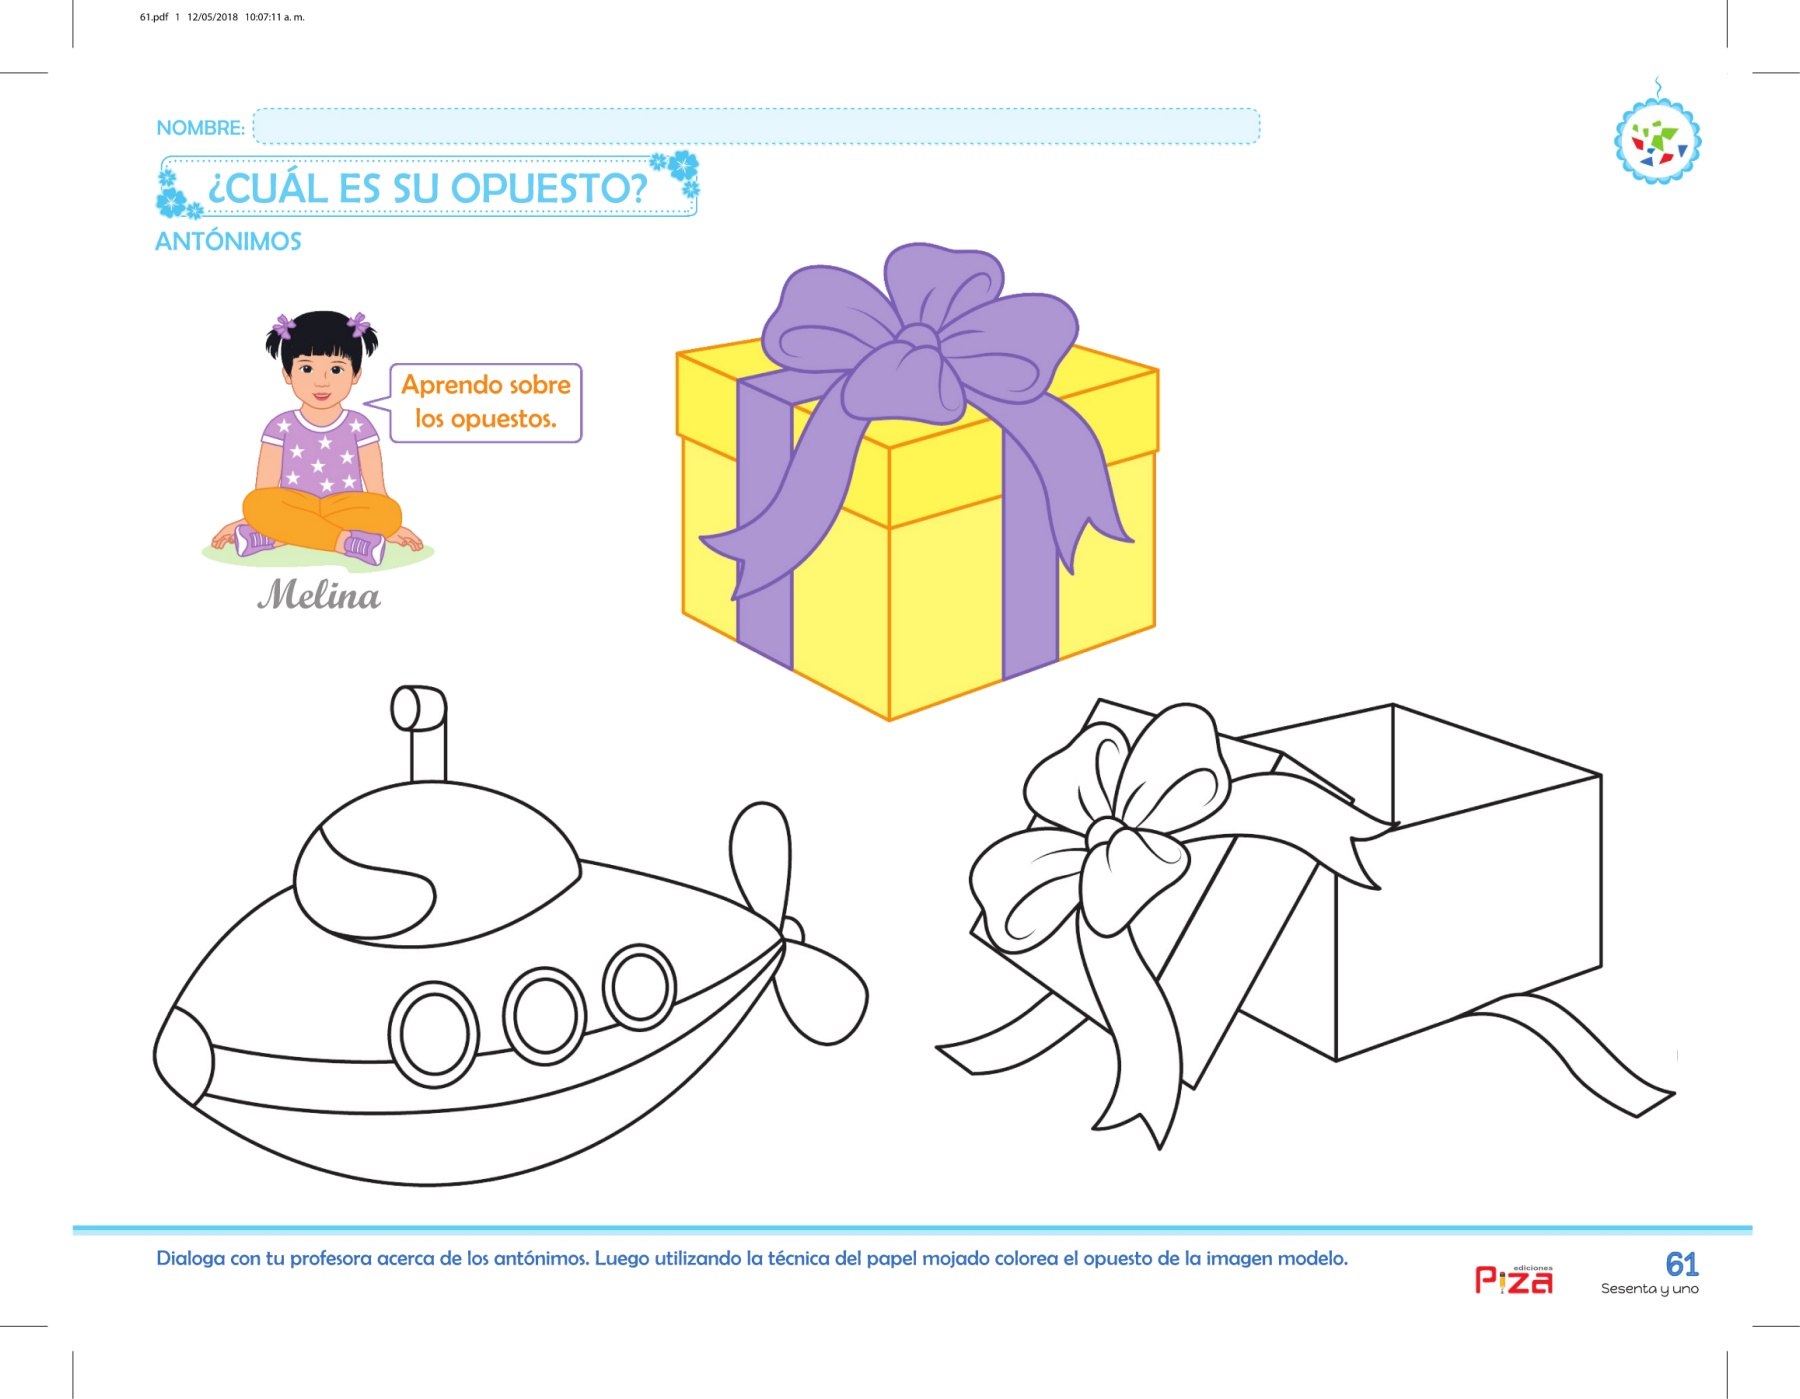 61.pdf 1 12/05/2018 10:07:11 a. m.
NOMBRE:
¿CUÁL ES SU OPUESTO?
ANTÓNIMOS
Aprendo sobre
los opuestos.
Melina
Dialoga con tu profesora acerca de los antónimos. Luego utilizando la técnica del papel mojado colorea el opuesto de la imagen modelo.
ediciones
Piza
61
Sesenta y uno